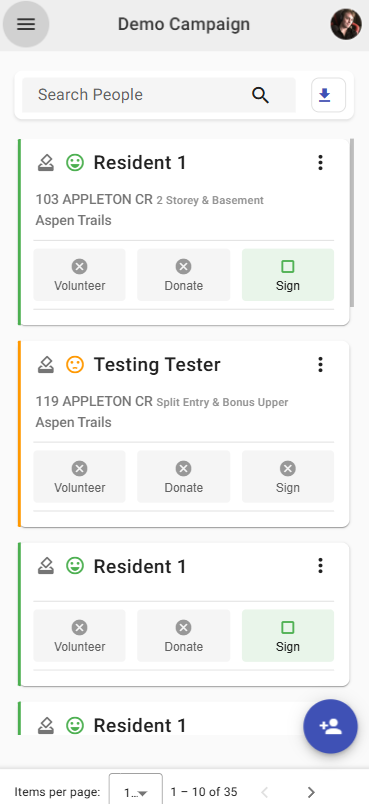 Demo Campaign
Search People
Resident 1
103 APPLETON CR 2 Storey & Basement
Aspen Trails
Volunteer Donate Sign
Testing Tester
119 APPLETON CR Split Entry & Bonus Upper
Aspen Trails
Volunteer Donate Sign
Resident 1
Volunteer Donate Sign
Resident 1
Items per page: 1... 1 – 10 of 35